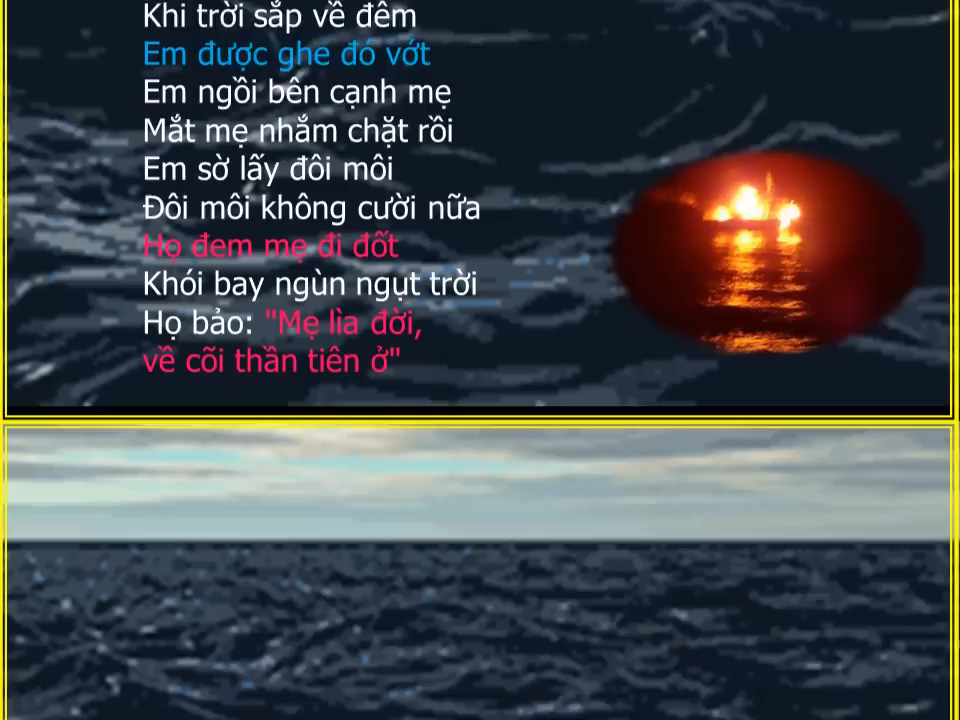 Khi trời sắp về đêm
Em được ghe đó vớt
Em ngồi bên cạnh mẹ
Mắt mẹ nhắm chặt rồi
Em sờ lấy đôi môi
Đôi môi không cười nữa
Họ đem mẹ đi đốt
Khói bay ngùn ngụt trời
Họ bảo: "Mẹ lìa đời,
về cõi thần tiên ở"